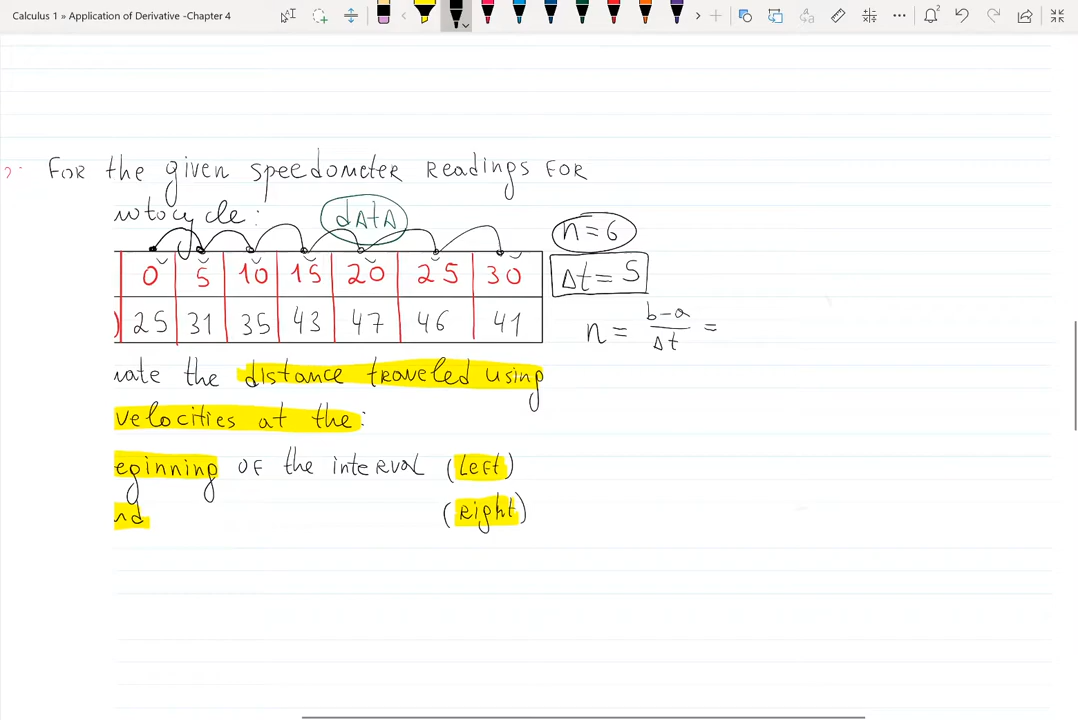 Calculus 1 » Application of Derivative -Chapter 4
For the given speedometer Readings for
motocycle: data n=6
0 5 10 15 20 25 30 Δt = 5
) 25 31 35 43 47 46 41 n = b-a/Δt =
mate the distance traveled using
velocities at the:
eginning of the interval (left)
nd (Right)